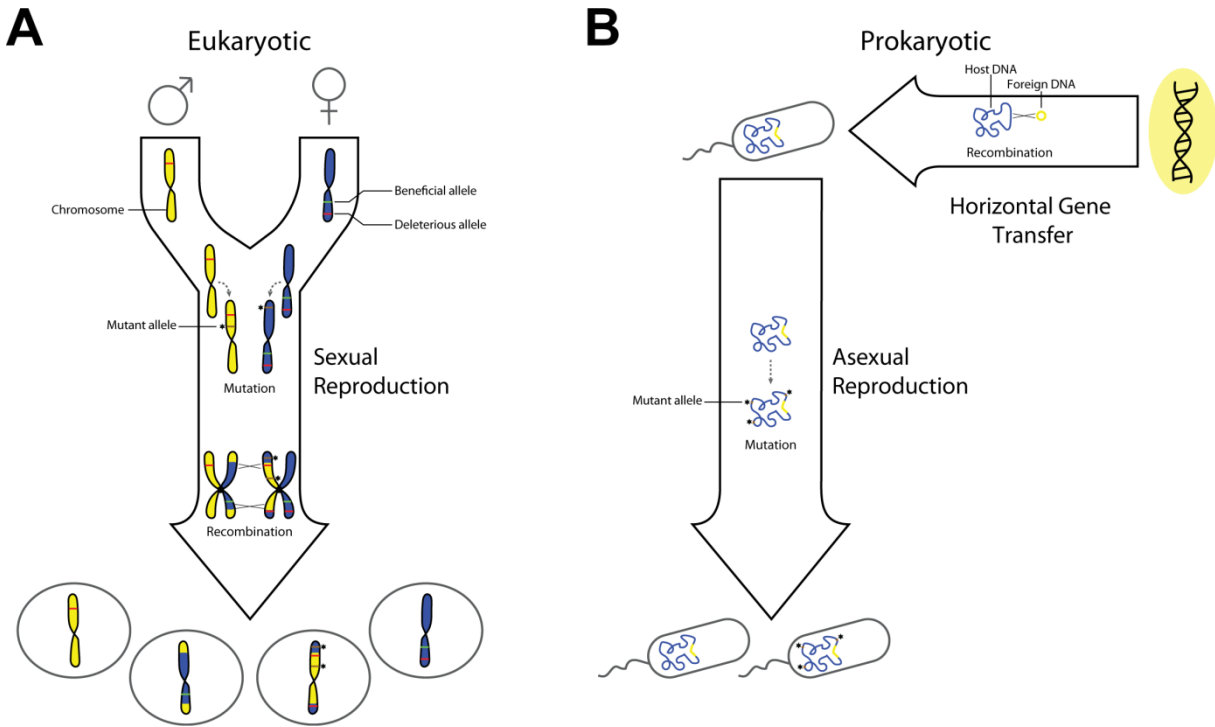 A
Eukaryotic
Chromosome
Beneficial allele
Deleterious allele
Mutant allele
*
*
Mutation
Sexual
Reproduction
*
*
Recombination
*
*
B
Prokaryotic
Host DNA
Foreign DNA
Recombination
Horizontal Gene
Transfer
Asexual
Reproduction
Mutant allele
*
*
*
Mutation
*
*
*